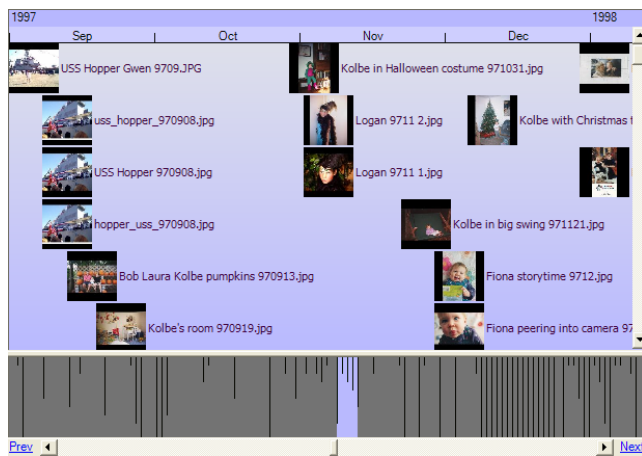 1997 1998
Sep Oct Nov Dec
USS Hopper Gwen 9709.JPG Kolbe in Halloween costume 971031.jpg
uss_hopper_970908.jpg Logan 9711 2.jpg Kolbe with Christmas
USS Hopper 970908.jpg Logan 9711 1.jpg
hopper_uss_970908.jpg Kolbe in big swing 971121.jpg
Bob Laura Kolbe pumpkins 970913.jpg Fiona storytime 9712.jpg
Kolbe's room 970919.jpg Fiona peering into camera 97
Prev Next